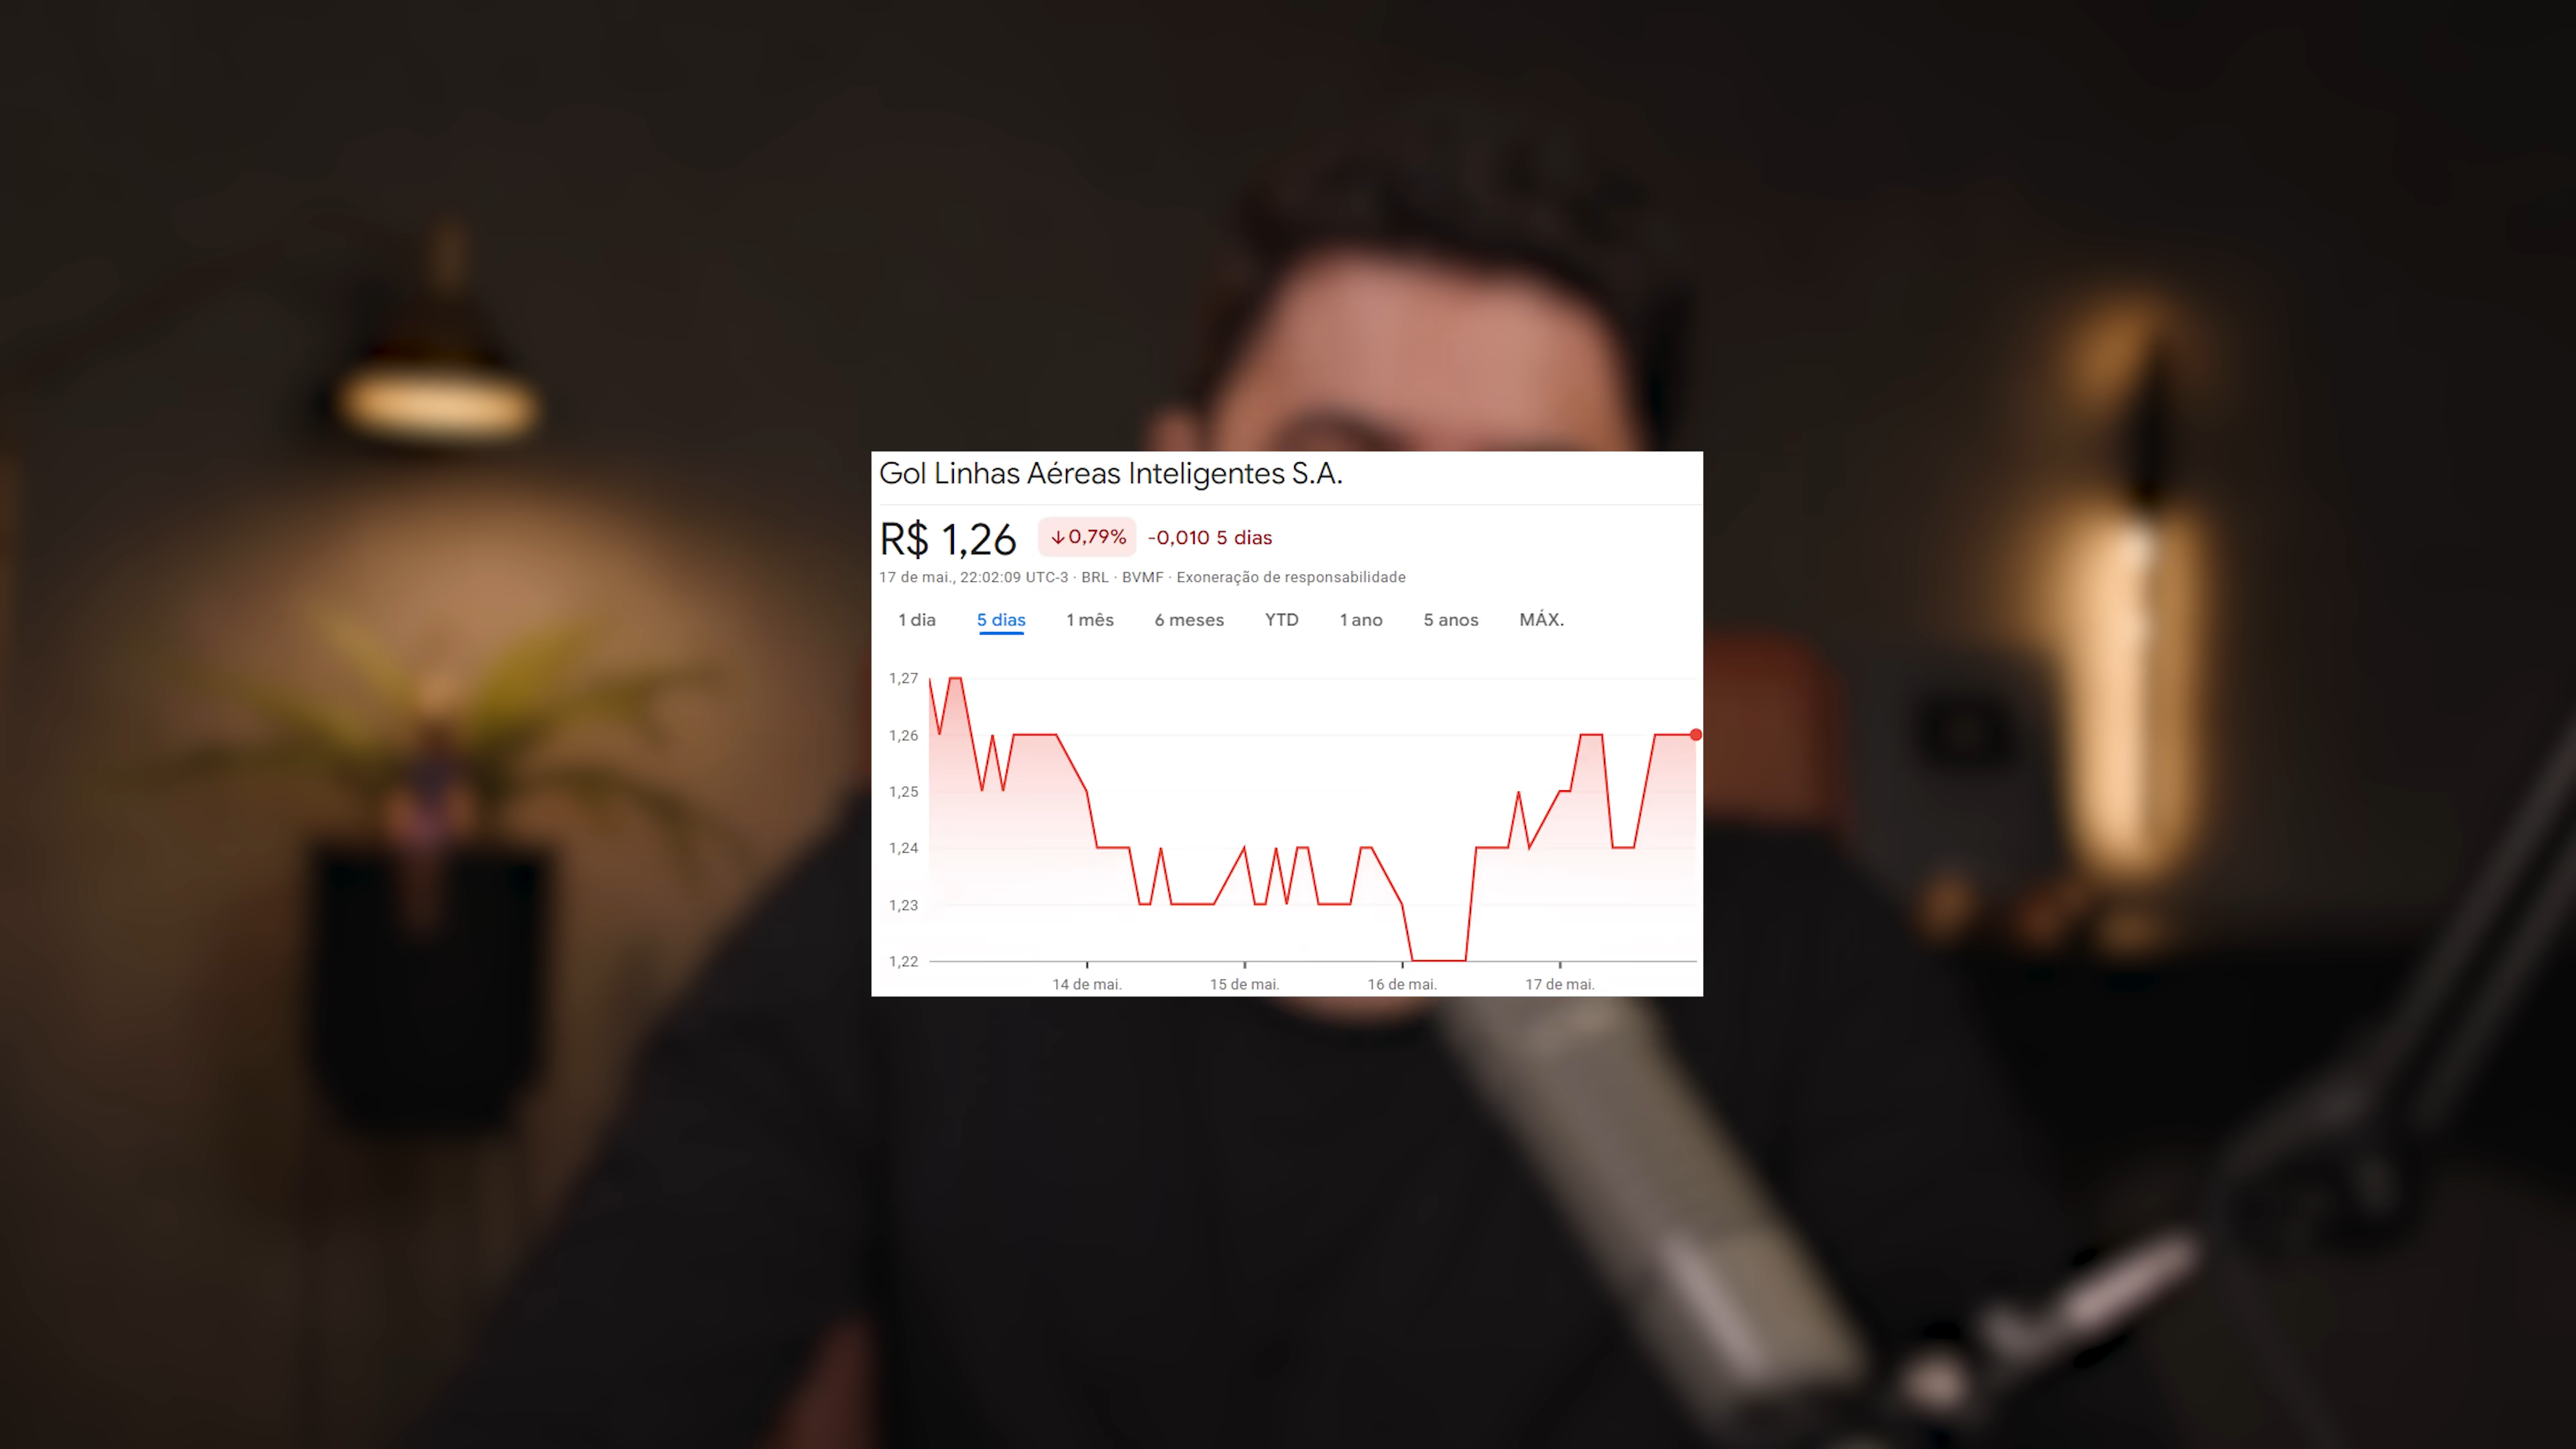 Gol Linhas Aéreas Inteligentes S.A.
R$ 1,26 ↓0,79% -0,010 5 dias
17 de mai., 22:02:09 UTC-3 · BRL · BVMF · Exoneração de responsabilidade
1 dia 5 dias 1 mês 6 meses YTD 1 ano 5 anos MÁX.
1,27
1,26
1,25
1,24
1,23
1,22
14 de mai. 15 de mai. 16 de mai. 17 de mai.